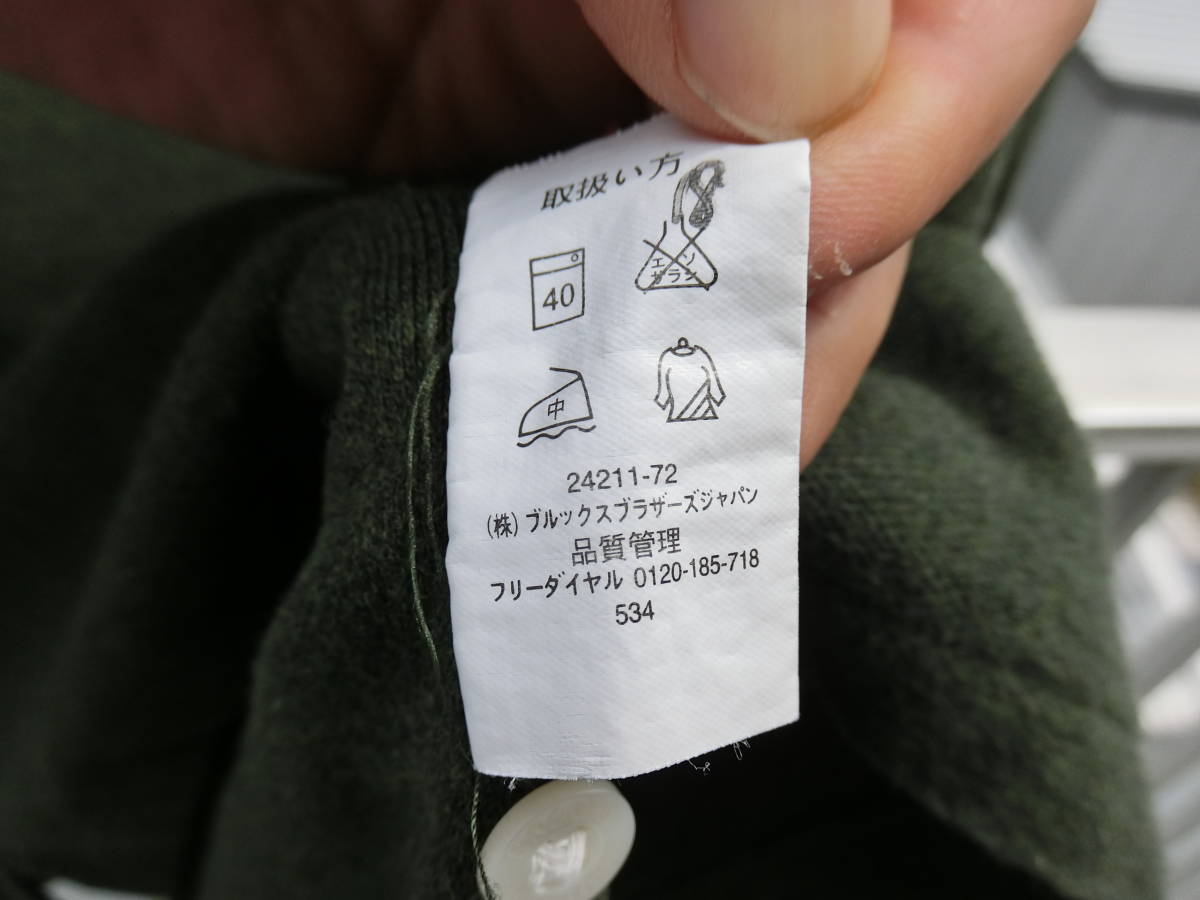 取扱い方
40
エンソ
サラシ
中
24211-72
(株)ブルックスブラザーズジャパン
品質管理
フリーダイヤル 0120-185-718
534